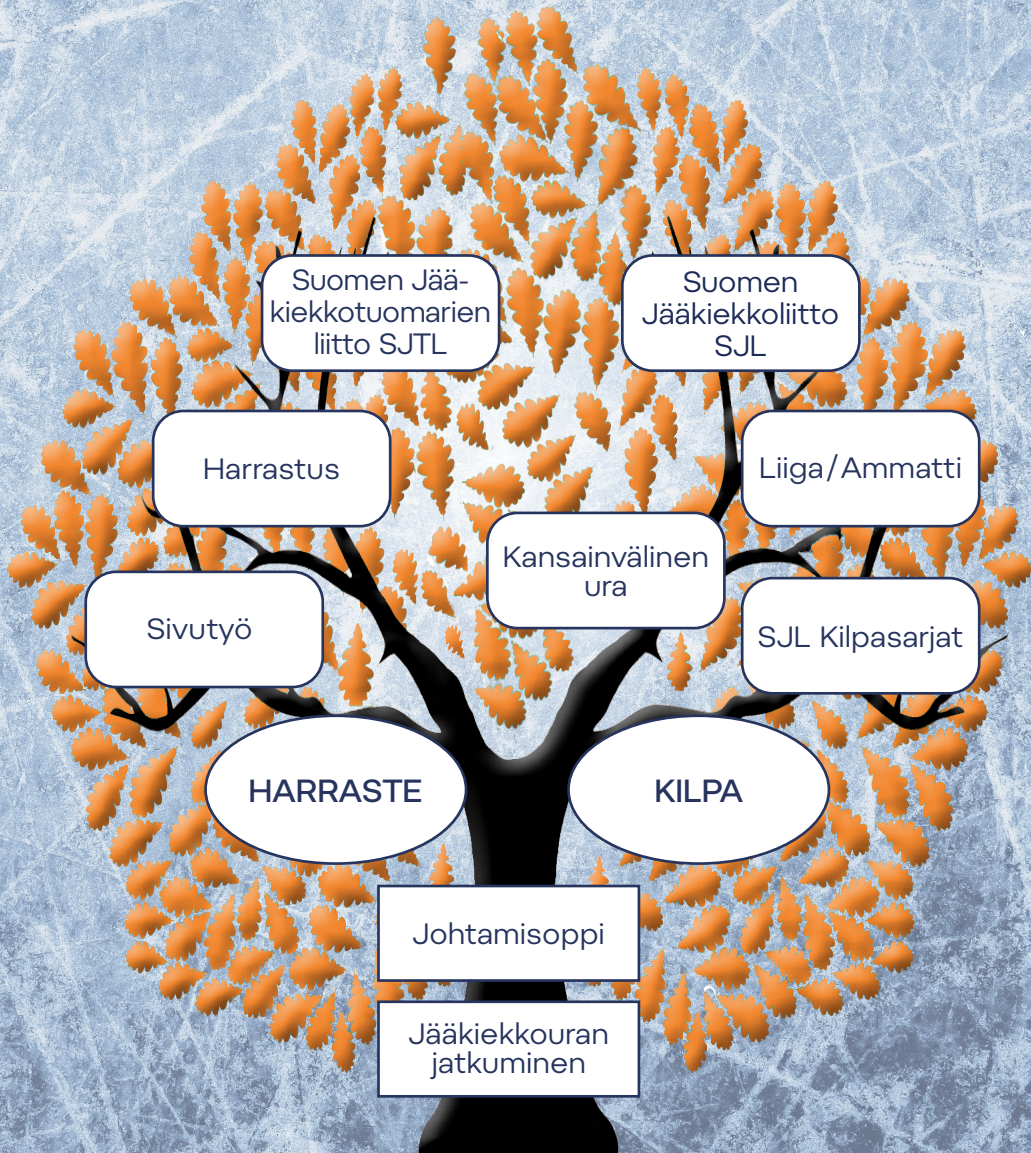 Suomen Jää-
kiekkotuomarien
liitto SJTL
Suomen
Jääkiekkoliitto
SJL
Harrastus
Liiga/Ammatti
Kansainvälinen
ura
Sivutyö
SJL Kilpasarjat
HARRASTE
KILPA
Johtamisoppi
Jääkiekkouran
jatkuminen